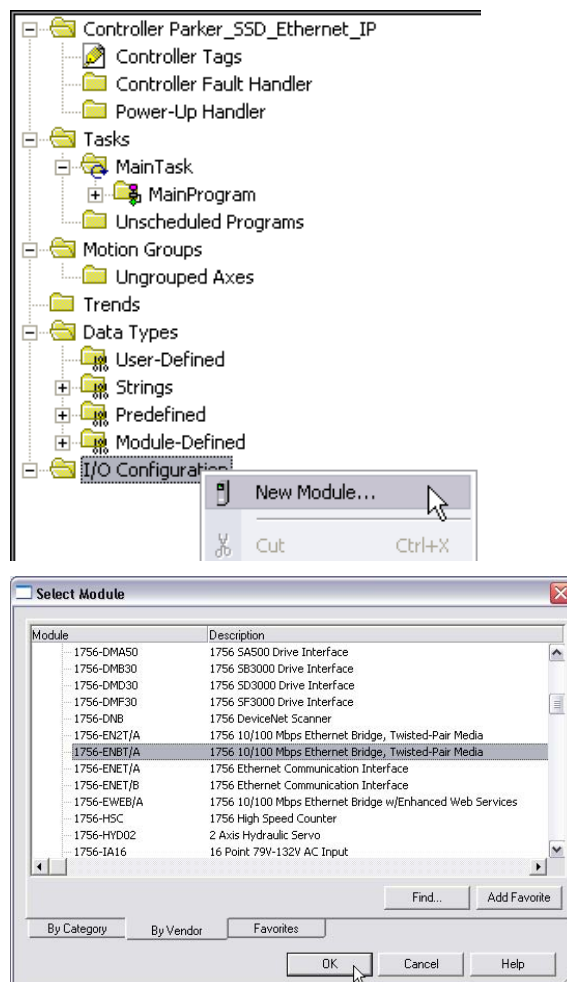 Controller Parker_SSD_Ethernet_IP
Controller Tags
Controller Fault Handler
Power-Up Handler
Tasks
MainTask
MainProgram
Unscheduled Programs
Motion Groups
Ungrouped Axes
Trends
Data Types
User-Defined
Strings
Predefined
Module-Defined
I/O Configuration
New Module...
Cut Ctrl+X
Select Module
Module Description
1756-DMA50 1756 SA500 Drive Interface
1756-DMB30 1756 SB3000 Drive Interface
1756-DMD30 1756 SD3000 Drive Interface
1756-DMF30 1756 SF3000 Drive Interface
1756-DNB 1756 DeviceNet Scanner
1756-EN2T/A 1756 10/100 Mbps Ethernet Bridge, Twisted-Pair Media
1756-ENBT/A 1756 10/100 Mbps Ethernet Bridge, Twisted-Pair Media
1756-ENET/A 1756 Ethernet Communication Interface
1756-ENET/B 1756 Ethernet Communication Interface
1756-EWEB/A 1756 10/100 Mbps Ethernet Bridge w/Enhanced Web Services
1756-HSC 1756 High Speed Counter
1756-HYD02 2 Axis Hydraulic Servo
1756-IA16 16 Point 79V-132V AC Input
Find... Add Favorite
By Category By Vendor Favorites
OK Cancel Help